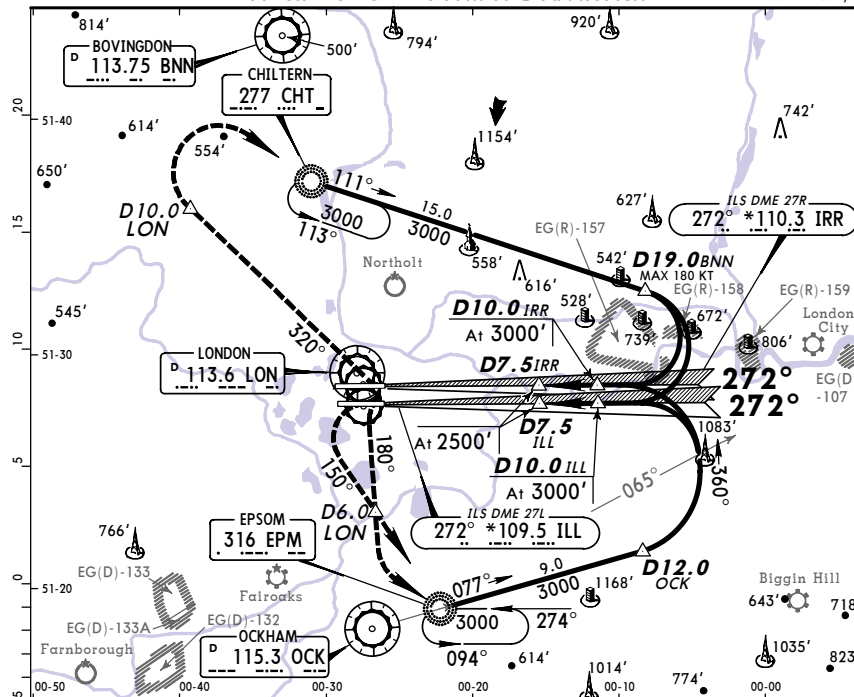 814'
500'
794'
920'
BOVINGDON
D 113.75 BNN
CHILTERN
277 CHT
20
51-40
614'
554'
1154'
742'
650'
111°
15.0
3000
3000
113°
627'
ILS DME 27R
272° *110.3 IRR
D10.0
LON
15
EG(R)-157
Northolt
558'
616'
542'
D19.0 BNN
MAX 180 KT
EG(R)-158
EG(R)-159
545'
D10.0 IRR
At 3000'
528'
739'
672'
London
City
806'
320°
10
51-30
LONDON
D 113.6 LON
D7.5 IRR
272°
272°
EG(D)
-107
At 2500'
D7.5
ILL
1083'
5
180°
150°
D10.0 ILL
At 3000'
065°
360°
D6.0
LON
ILS DME 27L
272° *109.5 ILL
766'
EPSOM
316 EPM
EG(D)-133
0
51-20
Fairoaks
077°
9.0
3000
D12.0
OCK
1168'
Biggin Hill
643'
718'
EG(D)-133A
EG(D)-132
3000
274°
OCKHAM
D 115.3 OCK
Farnborough
094°
614'
1035'
823'
1014'
774'
5
00-50
00-40
00-30
00-20
00-10
00-00